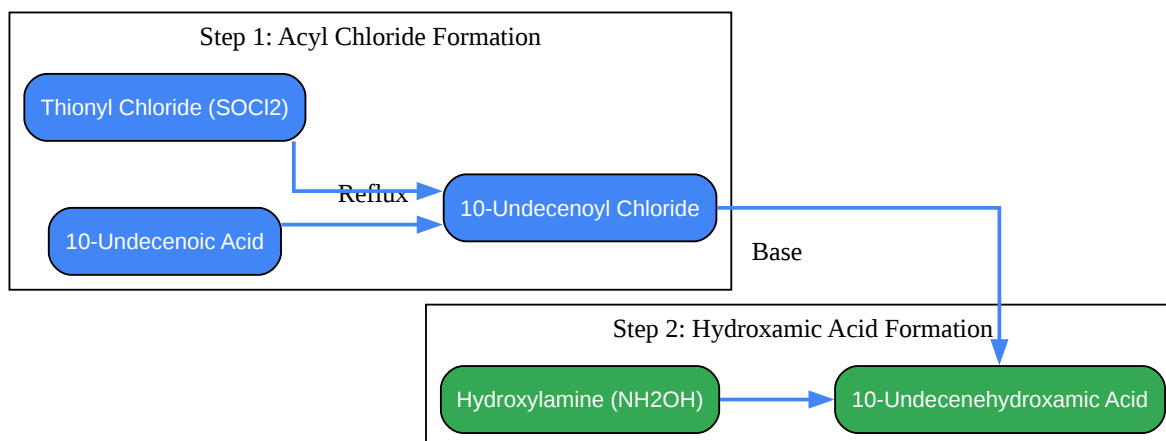 Step 1: Acyl Chloride Formation
Thionyl Chloride (SOCl2)
Reflux
10-Undecenoyl Chloride
10-Undecenoic Acid
Base
Step 2: Hydroxamic Acid Formation
Hydroxylamine (NH2OH)
10-Undecenehydroxamic Acid